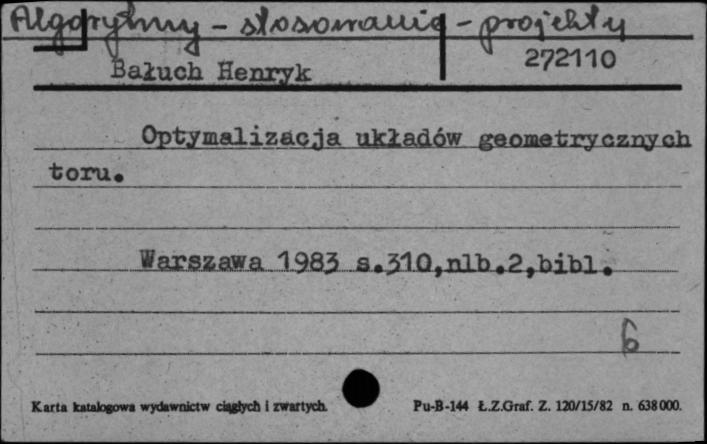 Algorytmy - stosowanie - projekty
272110
Bałuch Henryk
Optymalizacja układów geometrycznych
toru.
Warszawa 1983 s.310,nlb.2,bibl.
6
Karta katalogowa wydawnictw ciągłych i zwartych.
Pu-B-144 Ł.Z.Graf. Z. 120/15/82 n. 638000.